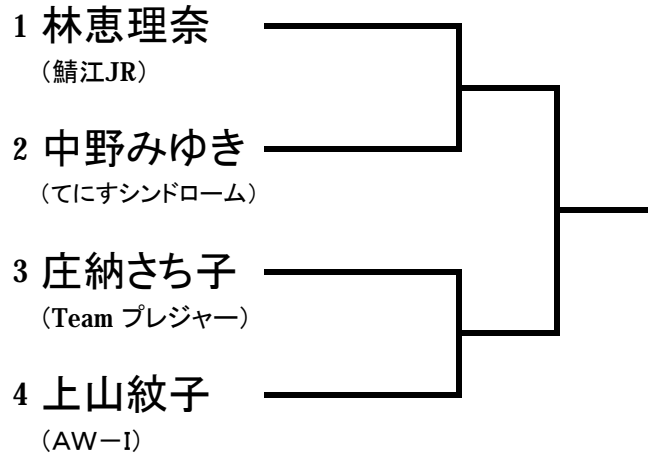 1 林恵理奈
（鯖江JR）
2 中野みゆき
（てにすシンドローム）
3 庄納さち子
（Team プレジャー）
4 上山紋子
（AW－I）